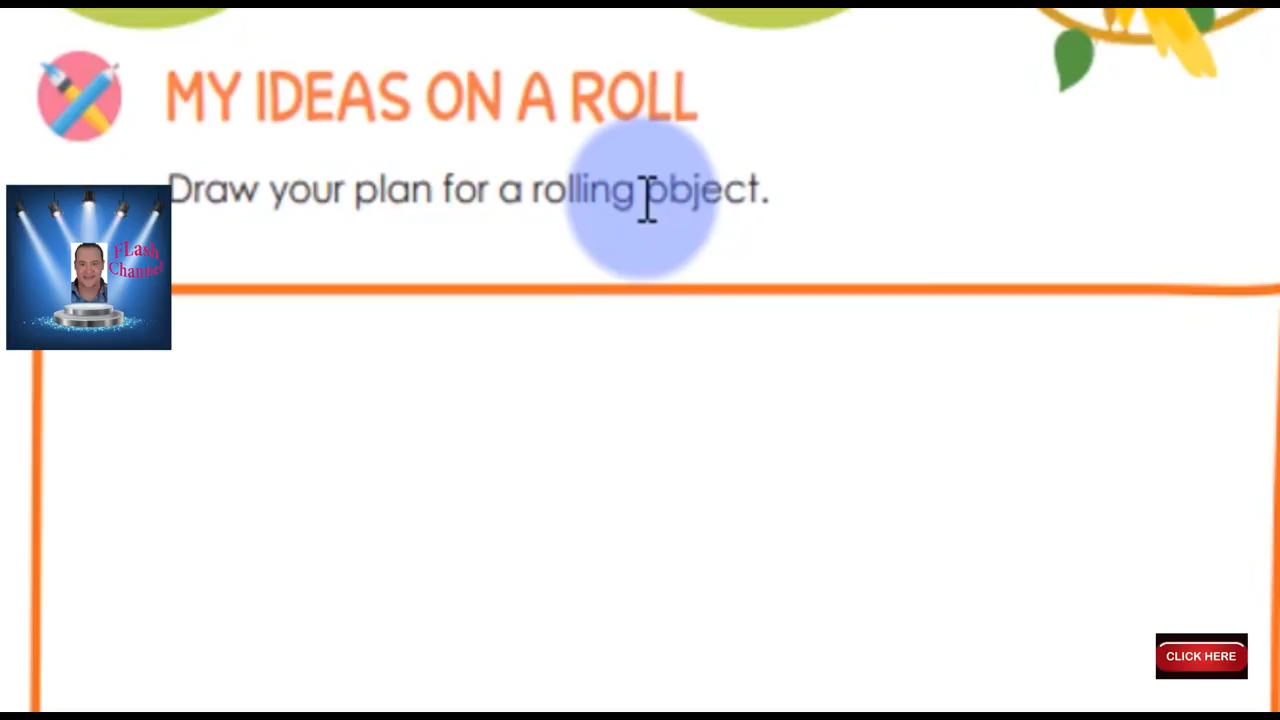 MY IDEAS ON A ROLL
Draw your plan for a rolling object.
FLash
Channel
CLICK HERE